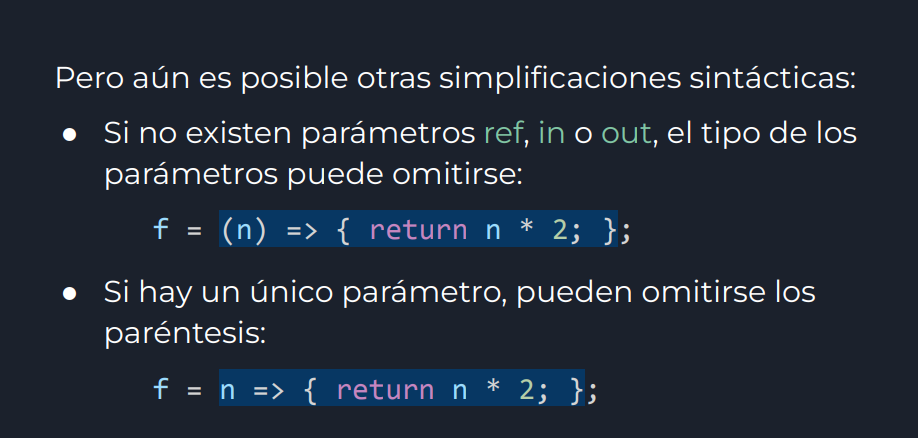 Pero aún es posible otras simplificaciones sintácticas:
● Si no existen parámetros ref, in o out, el tipo de los
parámetros puede omitirse:
f = (n) => { return n * 2; };
● Si hay un único parámetro, pueden omitirse los
paréntesis:
f = n => { return n * 2; };